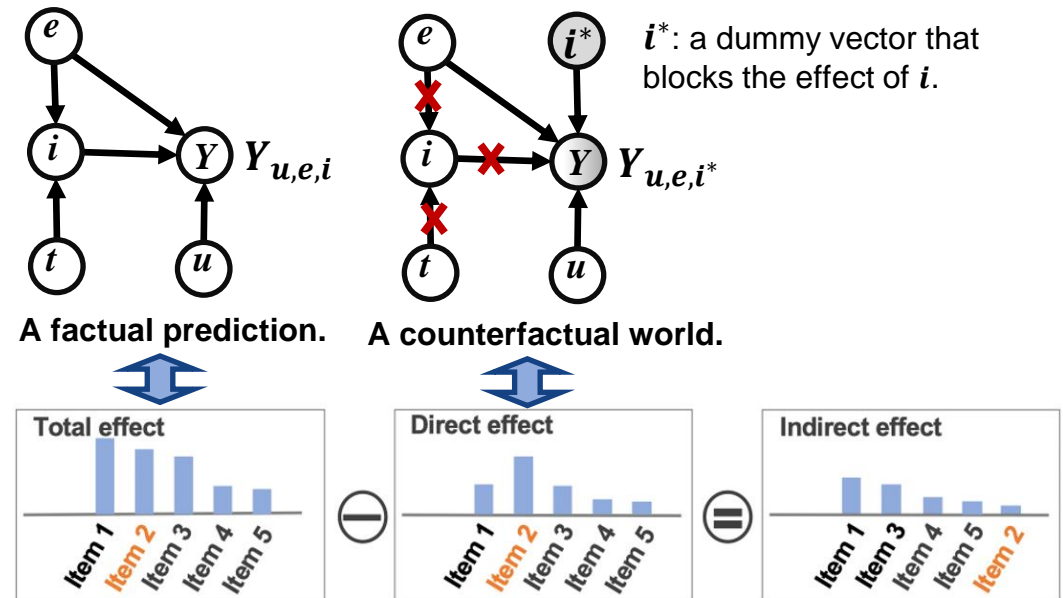 e
i
Y
Y_{u,e,i}
t
u
e
i*
i*: a dummy vector that
blocks the effect of i.
i
Y
Y_{u,e,i*}
t
u
A factual prediction.
A counterfactual world.
Total effect
Item 1
Item 2
Item 3
Item 4
Item 5
−
Direct effect
Item 1
Item 2
Item 3
Item 4
Item 5
=
Indirect effect
Item 1
Item 3
Item 4
Item 5
Item 2